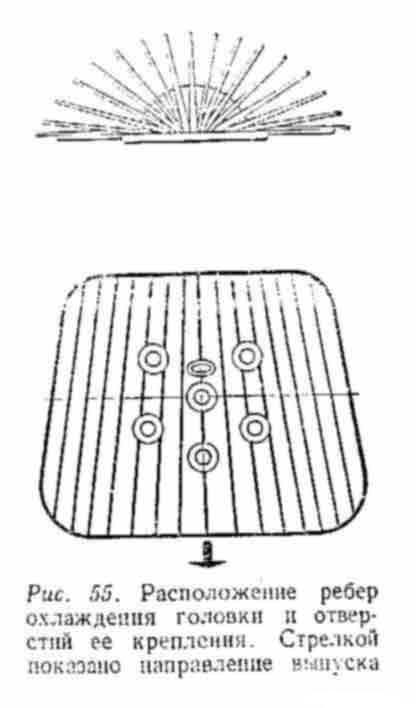 Рис. 55. Расположение ребер
охлаждения головки и отвер-
стий ее крепления. Стрелкой
показано направление выпуска